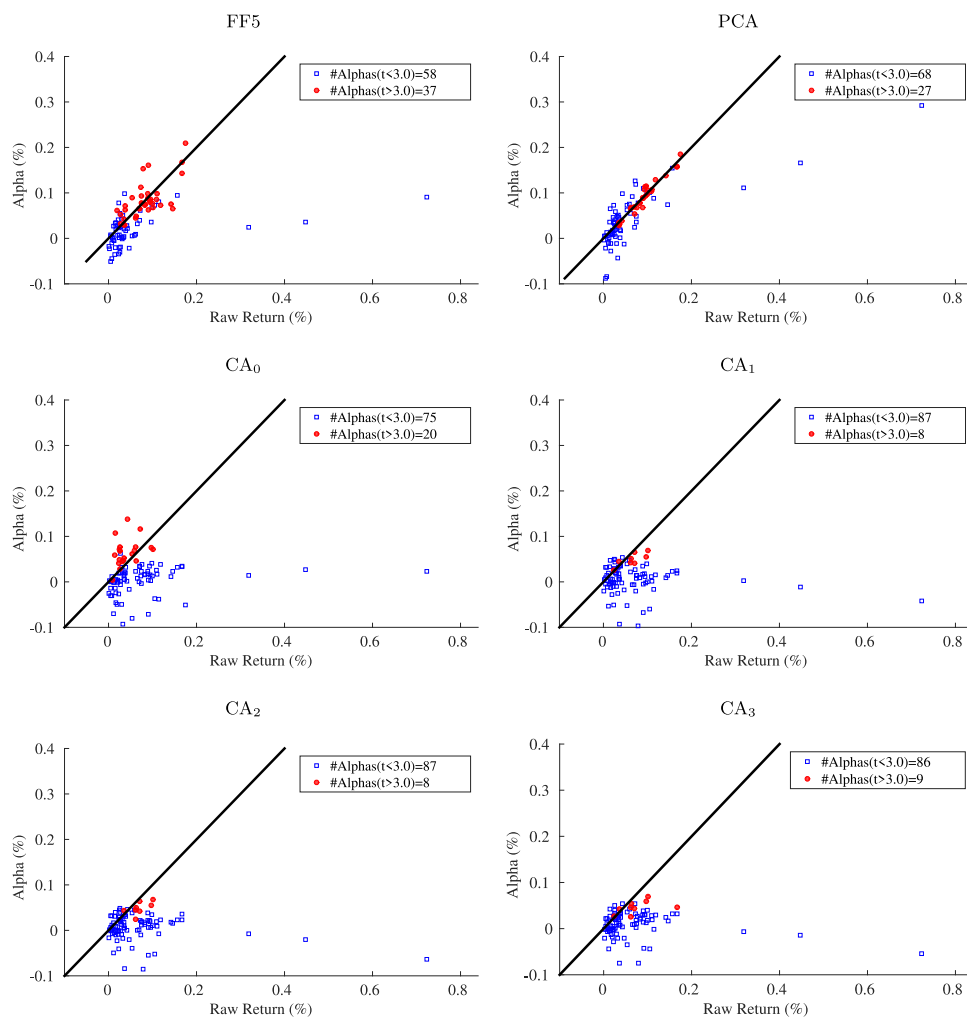 FF5
0.4
0.3
0.2
0.1
0
-0.1
Alpha (%)
#Alphas(t<3.0)=58
#Alphas(t>3.0)=37
0 0.2 0.4 0.6 0.8
Raw Return (%)
PCA
0.4
0.3
0.2
0.1
0
-0.1
Alpha (%)
#Alphas(t<3.0)=68
#Alphas(t>3.0)=27
0 0.2 0.4 0.6 0.8
Raw Return (%)
CA₀
0.4
0.3
0.2
0.1
0
-0.1
Alpha (%)
#Alphas(t<3.0)=75
#Alphas(t>3.0)=20
0 0.2 0.4 0.6 0.8
Raw Return (%)
CA₁
0.4
0.3
0.2
0.1
0
-0.1
Alpha (%)
#Alphas(t<3.0)=87
#Alphas(t>3.0)=8
0 0.2 0.4 0.6 0.8
Raw Return (%)
CA₂
0.4
0.3
0.2
0.1
0
-0.1
Alpha (%)
#Alphas(t<3.0)=87
#Alphas(t>3.0)=8
0 0.2 0.4 0.6 0.8
Raw Return (%)
CA₃
0.4
0.3
0.2
0.1
0
-0.1
Alpha (%)
#Alphas(t<3.0)=86
#Alphas(t>3.0)=9
0 0.2 0.4 0.6 0.8
Raw Return (%)